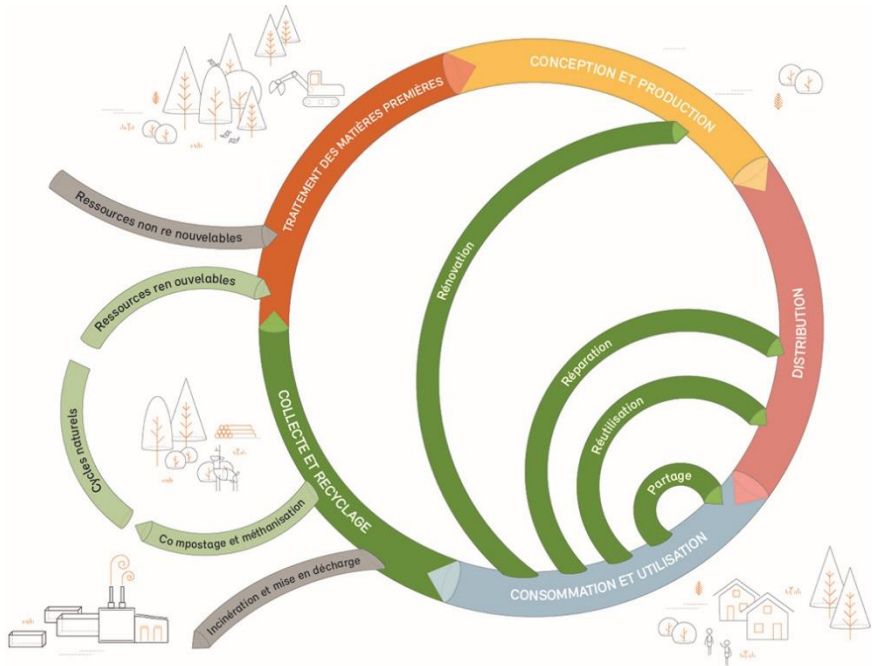 CONCEPTION ET PRODUCTION
TRAITEMENT DES MATIÈRES PREMIÈRES
Ressources non re nouvelables
Rénovation
Ressources ren ouvelables
DISTRIBUTION
Réparation
Réutilisation
COLLECTE ET RECYCLAGE
Cycles naturels
Partage
Co mpostage et méthanisation
CONSOMMATION ET UTILISATION
Incinération et mise en décharge